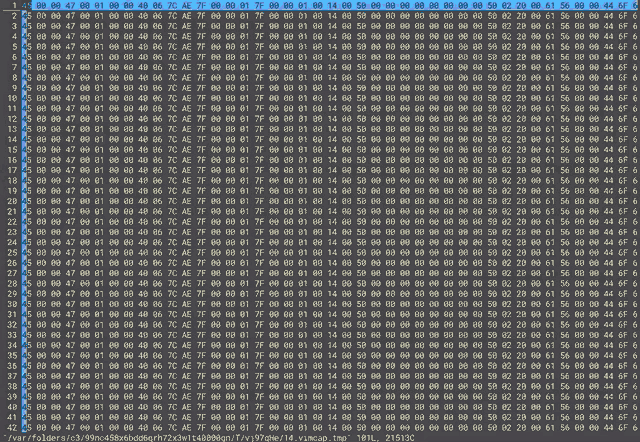 1 45 00 00 47 00 01 00 00 40 06 7C AE 7F 00 00 01 7F 00 00 01 00 14 00 50 00 00 00 00 00 00 00 00 50 02 20 00 61 56 00 00 44 6F 6
2 45 00 00 47 00 01 00 00 40 06 7C AE 7F 00 00 01 7F 00 00 01 00 14 00 50 00 00 00 00 00 00 00 00 50 02 20 00 61 56 00 00 44 6F 6
3 45 00 00 47 00 01 00 00 40 06 7C AE 7F 00 00 01 7F 00 00 01 00 14 00 50 00 00 00 00 00 00 00 00 50 02 20 00 61 56 00 00 44 6F 6
4 45 00 00 47 00 01 00 00 40 06 7C AE 7F 00 00 01 7F 00 00 01 00 14 00 50 00 00 00 00 00 00 00 00 50 02 20 00 61 56 00 00 44 6F 6
5 45 00 00 47 00 01 00 00 40 06 7C AE 7F 00 00 01 7F 00 00 01 00 14 00 50 00 00 00 00 00 00 00 00 50 02 20 00 61 56 00 00 44 6F 6
6 45 00 00 47 00 01 00 00 40 06 7C AE 7F 00 00 01 7F 00 00 01 00 14 00 50 00 00 00 00 00 00 00 00 50 02 20 00 61 56 00 00 44 6F 6
7 45 00 00 47 00 01 00 00 40 06 7C AE 7F 00 00 01 7F 00 00 01 00 14 00 50 00 00 00 00 00 00 00 00 50 02 20 00 61 56 00 00 44 6F 6
8 45 00 00 47 00 01 00 00 40 06 7C AE 7F 00 00 01 7F 00 00 01 00 14 00 50 00 00 00 00 00 00 00 00 50 02 20 00 61 56 00 00 44 6F 6
9 45 00 00 47 00 01 00 00 40 06 7C AE 7F 00 00 01 7F 00 00 01 00 14 00 50 00 00 00 00 00 00 00 00 50 02 20 00 61 56 00 00 44 6F 6
10 45 00 00 47 00 01 00 00 40 06 7C AE 7F 00 00 01 7F 00 00 01 00 14 00 50 00 00 00 00 00 00 00 00 50 02 20 00 61 56 00 00 44 6F 6
11 45 00 00 47 00 01 00 00 40 06 7C AE 7F 00 00 01 7F 00 00 01 00 14 00 50 00 00 00 00 00 00 00 00 50 02 20 00 61 56 00 00 44 6F 6
12 45 00 00 47 00 01 00 00 40 06 7C AE 7F 00 00 01 7F 00 00 01 00 14 00 50 00 00 00 00 00 00 00 00 50 02 20 00 61 56 00 00 44 6F 6
13 45 00 00 47 00 01 00 00 40 06 7C AE 7F 00 00 01 7F 00 00 01 00 14 00 50 00 00 00 00 00 00 00 00 50 02 20 00 61 56 00 00 44 6F 6
14 45 00 00 47 00 01 00 00 40 06 7C AE 7F 00 00 01 7F 00 00 01 00 14 00 50 00 00 00 00 00 00 00 00 50 02 20 00 61 56 00 00 44 6F 6
15 45 00 00 47 00 01 00 00 40 06 7C AE 7F 00 00 01 7F 00 00 01 00 14 00 50 00 00 00 00 00 00 00 00 50 02 20 00 61 56 00 00 44 6F 6
16 45 00 00 47 00 01 00 00 40 06 7C AE 7F 00 00 01 7F 00 00 01 00 14 00 50 00 00 00 00 00 00 00 00 50 02 20 00 61 56 00 00 44 6F 6
17 45 00 00 47 00 01 00 00 40 06 7C AE 7F 00 00 01 7F 00 00 01 00 14 00 50 00 00 00 00 00 00 00 00 50 02 20 00 61 56 00 00 44 6F 6
18 45 00 00 47 00 01 00 00 40 06 7C AE 7F 00 00 01 7F 00 00 01 00 14 00 50 00 00 00 00 00 00 00 00 50 02 20 00 61 56 00 00 44 6F 6
19 45 00 00 47 00 01 00 00 40 06 7C AE 7F 00 00 01 7F 00 00 01 00 14 00 50 00 00 00 00 00 00 00 00 50 02 20 00 61 56 00 00 44 6F 6
20 45 00 00 47 00 01 00 00 40 06 7C AE 7F 00 00 01 7F 00 00 01 00 14 00 50 00 00 00 00 00 00 00 00 50 02 20 00 61 56 00 00 44 6F 6
21 45 00 00 47 00 01 00 00 40 06 7C AE 7F 00 00 01 7F 00 00 01 00 14 00 50 00 00 00 00 00 00 00 00 50 02 20 00 61 56 00 00 44 6F 6
22 45 00 00 47 00 01 00 00 40 06 7C AE 7F 00 00 01 7F 00 00 01 00 14 00 50 00 00 00 00 00 00 00 00 50 02 20 00 61 56 00 00 44 6F 6
23 45 00 00 47 00 01 00 00 40 06 7C AE 7F 00 00 01 7F 00 00 01 00 14 00 50 00 00 00 00 00 00 00 00 50 02 20 00 61 56 00 00 44 6F 6
24 45 00 00 47 00 01 00 00 40 06 7C AE 7F 00 00 01 7F 00 00 01 00 14 00 50 00 00 00 00 00 00 00 00 50 02 20 00 61 56 00 00 44 6F 6
25 45 00 00 47 00 01 00 00 40 06 7C AE 7F 00 00 01 7F 00 00 01 00 14 00 50 00 00 00 00 00 00 00 00 50 02 20 00 61 56 00 00 44 6F 6
26 45 00 00 47 00 01 00 00 40 06 7C AE 7F 00 00 01 7F 00 00 01 00 14 00 50 00 00 00 00 00 00 00 00 50 02 20 00 61 56 00 00 44 6F 6
27 45 00 00 47 00 01 00 00 40 06 7C AE 7F 00 00 01 7F 00 00 01 00 14 00 50 00 00 00 00 00 00 00 00 50 02 20 00 61 56 00 00 44 6F 6
28 45 00 00 47 00 01 00 00 40 06 7C AE 7F 00 00 01 7F 00 00 01 00 14 00 50 00 00 00 00 00 00 00 00 50 02 20 00 61 56 00 00 44 6F 6
29 45 00 00 47 00 01 00 00 40 06 7C AE 7F 00 00 01 7F 00 00 01 00 14 00 50 00 00 00 00 00 00 00 00 50 02 20 00 61 56 00 00 44 6F 6
30 45 00 00 47 00 01 00 00 40 06 7C AE 7F 00 00 01 7F 00 00 01 00 14 00 50 00 00 00 00 00 00 00 00 50 02 20 00 61 56 00 00 44 6F 6
31 45 00 00 47 00 01 00 00 40 06 7C AE 7F 00 00 01 7F 00 00 01 00 14 00 50 00 00 00 00 00 00 00 00 50 02 20 00 61 56 00 00 44 6F 6
32 45 00 00 47 00 01 00 00 40 06 7C AE 7F 00 00 01 7F 00 00 01 00 14 00 50 00 00 00 00 00 00 00 00 50 02 20 00 61 56 00 00 44 6F 6
33 45 00 00 47 00 01 00 00 40 06 7C AE 7F 00 00 01 7F 00 00 01 00 14 00 50 00 00 00 00 00 00 00 00 50 02 20 00 61 56 00 00 44 6F 6
34 45 00 00 47 00 01 00 00 40 06 7C AE 7F 00 00 01 7F 00 00 01 00 14 00 50 00 00 00 00 00 00 00 00 50 02 20 00 61 56 00 00 44 6F 6
35 45 00 00 47 00 01 00 00 40 06 7C AE 7F 00 00 01 7F 00 00 01 00 14 00 50 00 00 00 00 00 00 00 00 50 02 20 00 61 56 00 00 44 6F 6
36 45 00 00 47 00 01 00 00 40 06 7C AE 7F 00 00 01 7F 00 00 01 00 14 00 50 00 00 00 00 00 00 00 00 50 02 20 00 61 56 00 00 44 6F 6
37 45 00 00 47 00 01 00 00 40 06 7C AE 7F 00 00 01 7F 00 00 01 00 14 00 50 00 00 00 00 00 00 00 00 50 02 20 00 61 56 00 00 44 6F 6
38 45 00 00 47 00 01 00 00 40 06 7C AE 7F 00 00 01 7F 00 00 01 00 14 00 50 00 00 00 00 00 00 00 00 50 02 20 00 61 56 00 00 44 6F 6
39 45 00 00 47 00 01 00 00 40 06 7C AE 7F 00 00 01 7F 00 00 01 00 14 00 50 00 00 00 00 00 00 00 00 50 02 20 00 61 56 00 00 44 6F 6
40 45 00 00 47 00 01 00 00 40 06 7C AE 7F 00 00 01 7F 00 00 01 00 14 00 50 00 00 00 00 00 00 00 00 50 02 20 00 61 56 00 00 44 6F 6
41 45 00 00 47 00 01 00 00 40 06 7C AE 7F 00 00 01 7F 00 00 01 00 14 00 50 00 00 00 00 00 00 00 00 50 02 20 00 61 56 00 00 44 6F 6
42 45 00 00 47 00 01 00 00 40 06 7C AE 7F 00 00 01 7F 00 00 01 00 14 00 50 00 00 00 00 00 00 00 00 50 02 20 00 61 56 00 00 44 6F 6
"/var/folders/c3/99nc498x6bdd6qrh72x3w1t40000gn/T/vj97qHe/14.vimcap.tmp" 101L, 21513C